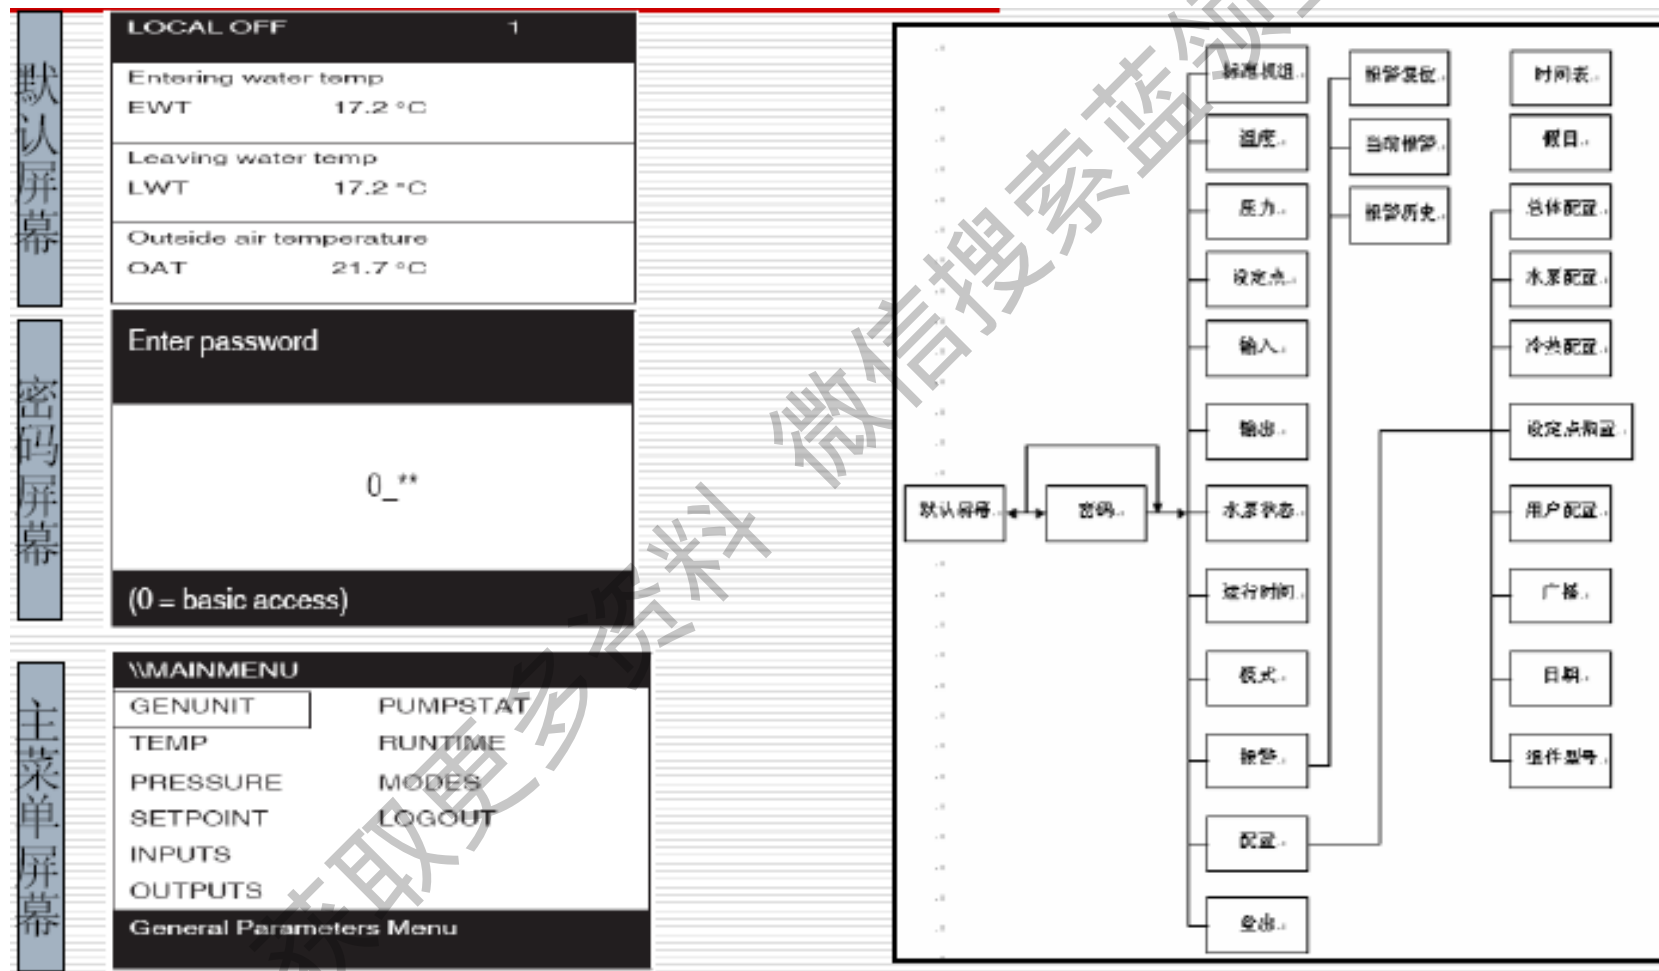 默认屏幕
LOCAL OFF 1
Entering water temp
EWT 17.2 °C
Leaving water temp
LWT 17.2 °C
Outside air temperature
OAT 21.7 °C
密码屏幕
Enter password
0_**
(0 = basic access)
主菜单屏幕
\\MAINMENU
GENUNIT PUMPSTAT
TEMP RUNTIME
PRESSURE MODES
SETPOINT LOGOUT
INPUTS
OUTPUTS
General Parameters Menu
默认屏幕
密码
标准机组
温度
压力
设定点
输入
输出
水泵状态
运行时间
模式
报警
配置
登出
报警复位
当前报警
报警历史
时间表
假日
总体配置
水泵配置
冷热配置
设定点配置
用户配置
广播
日期
组件型号
微信搜索蓝领
获取更多资料